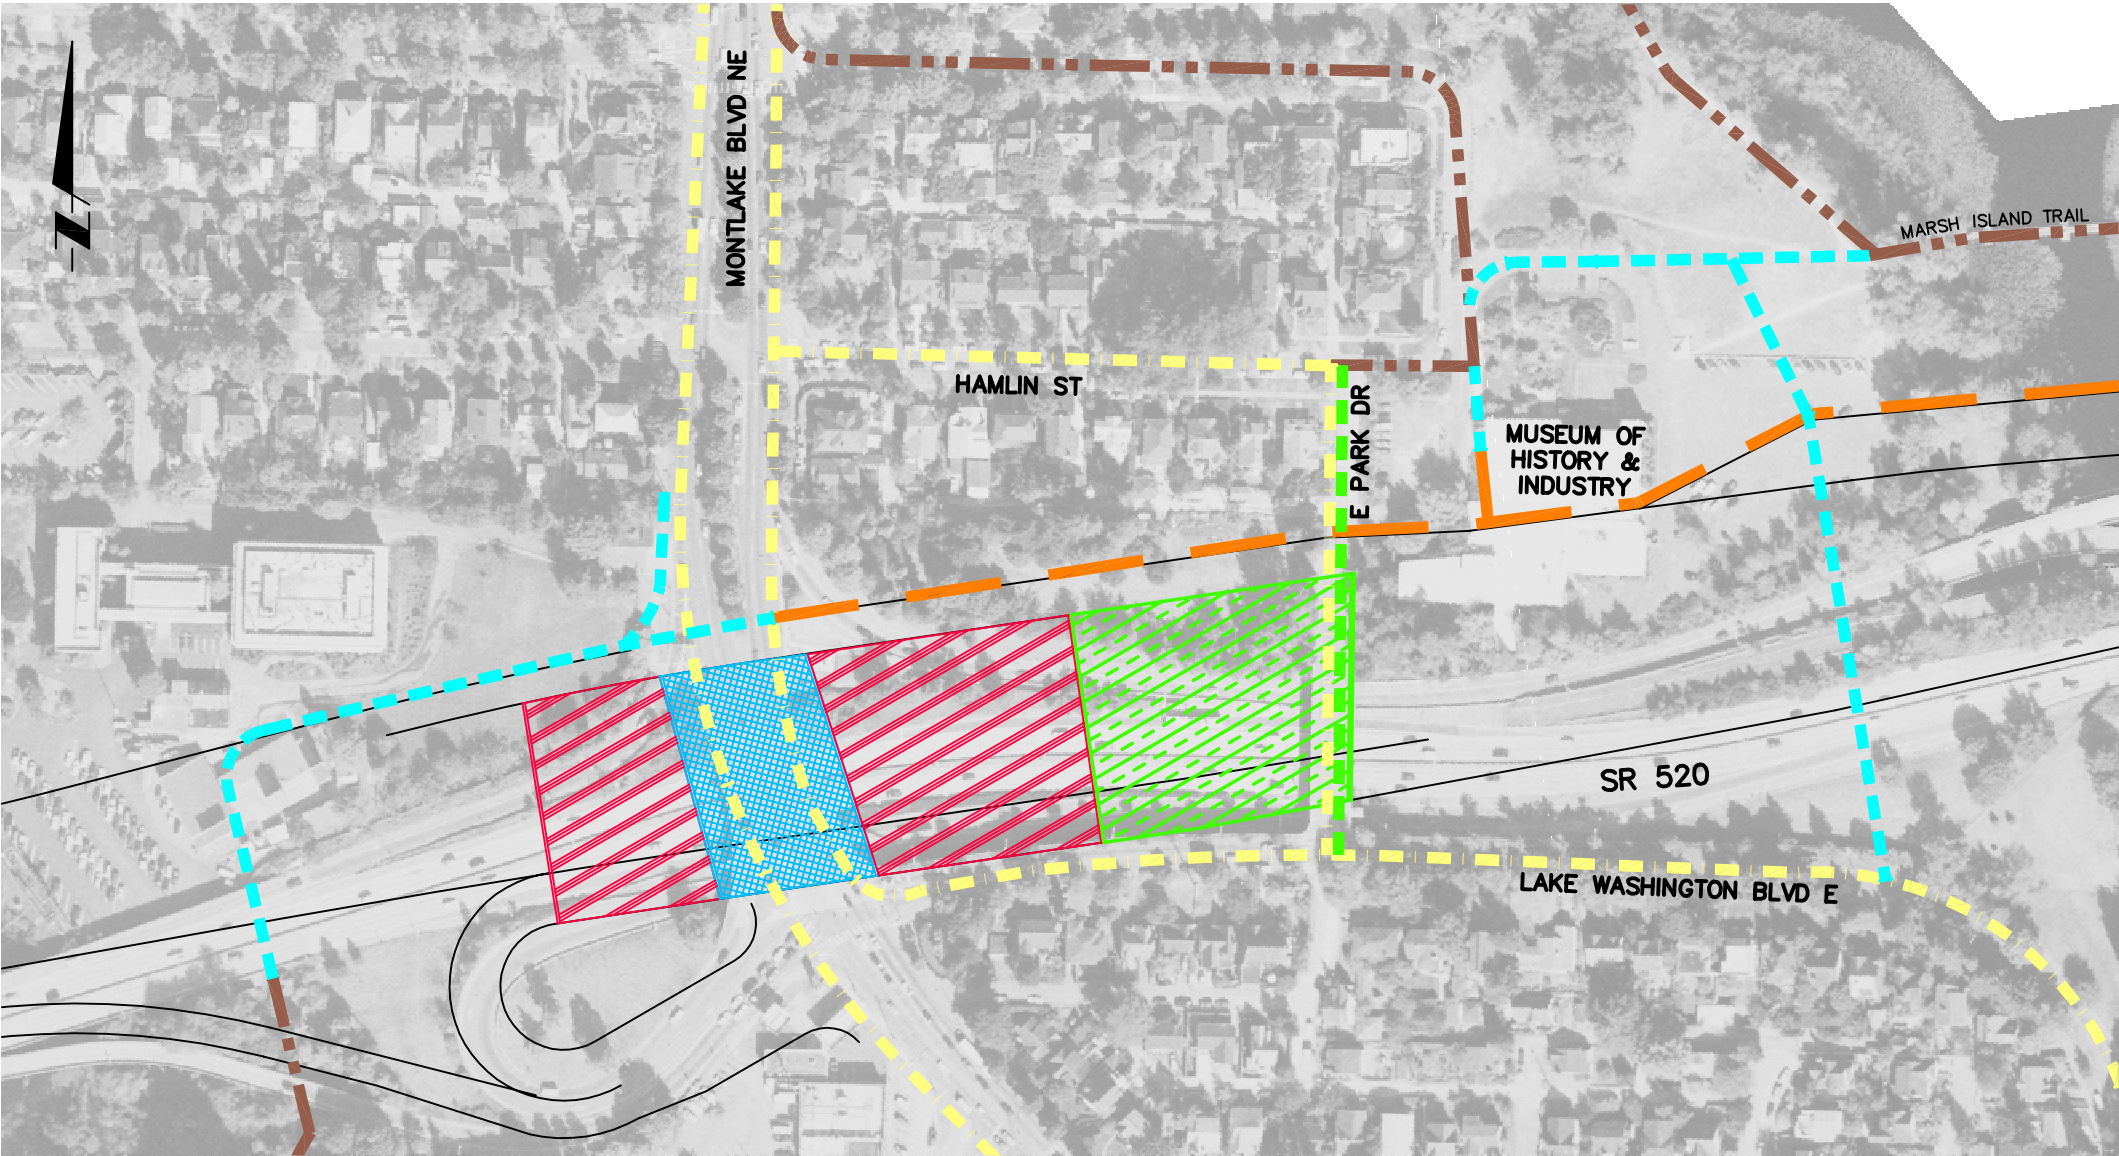 MONTLAKE BLVD NE
MARSH ISLAND TRAIL
N
HAMLIN ST
E PARK DR
MUSEUM OF
HISTORY &
INDUSTRY
SR 520
LAKE WASHINGTON BLVD E